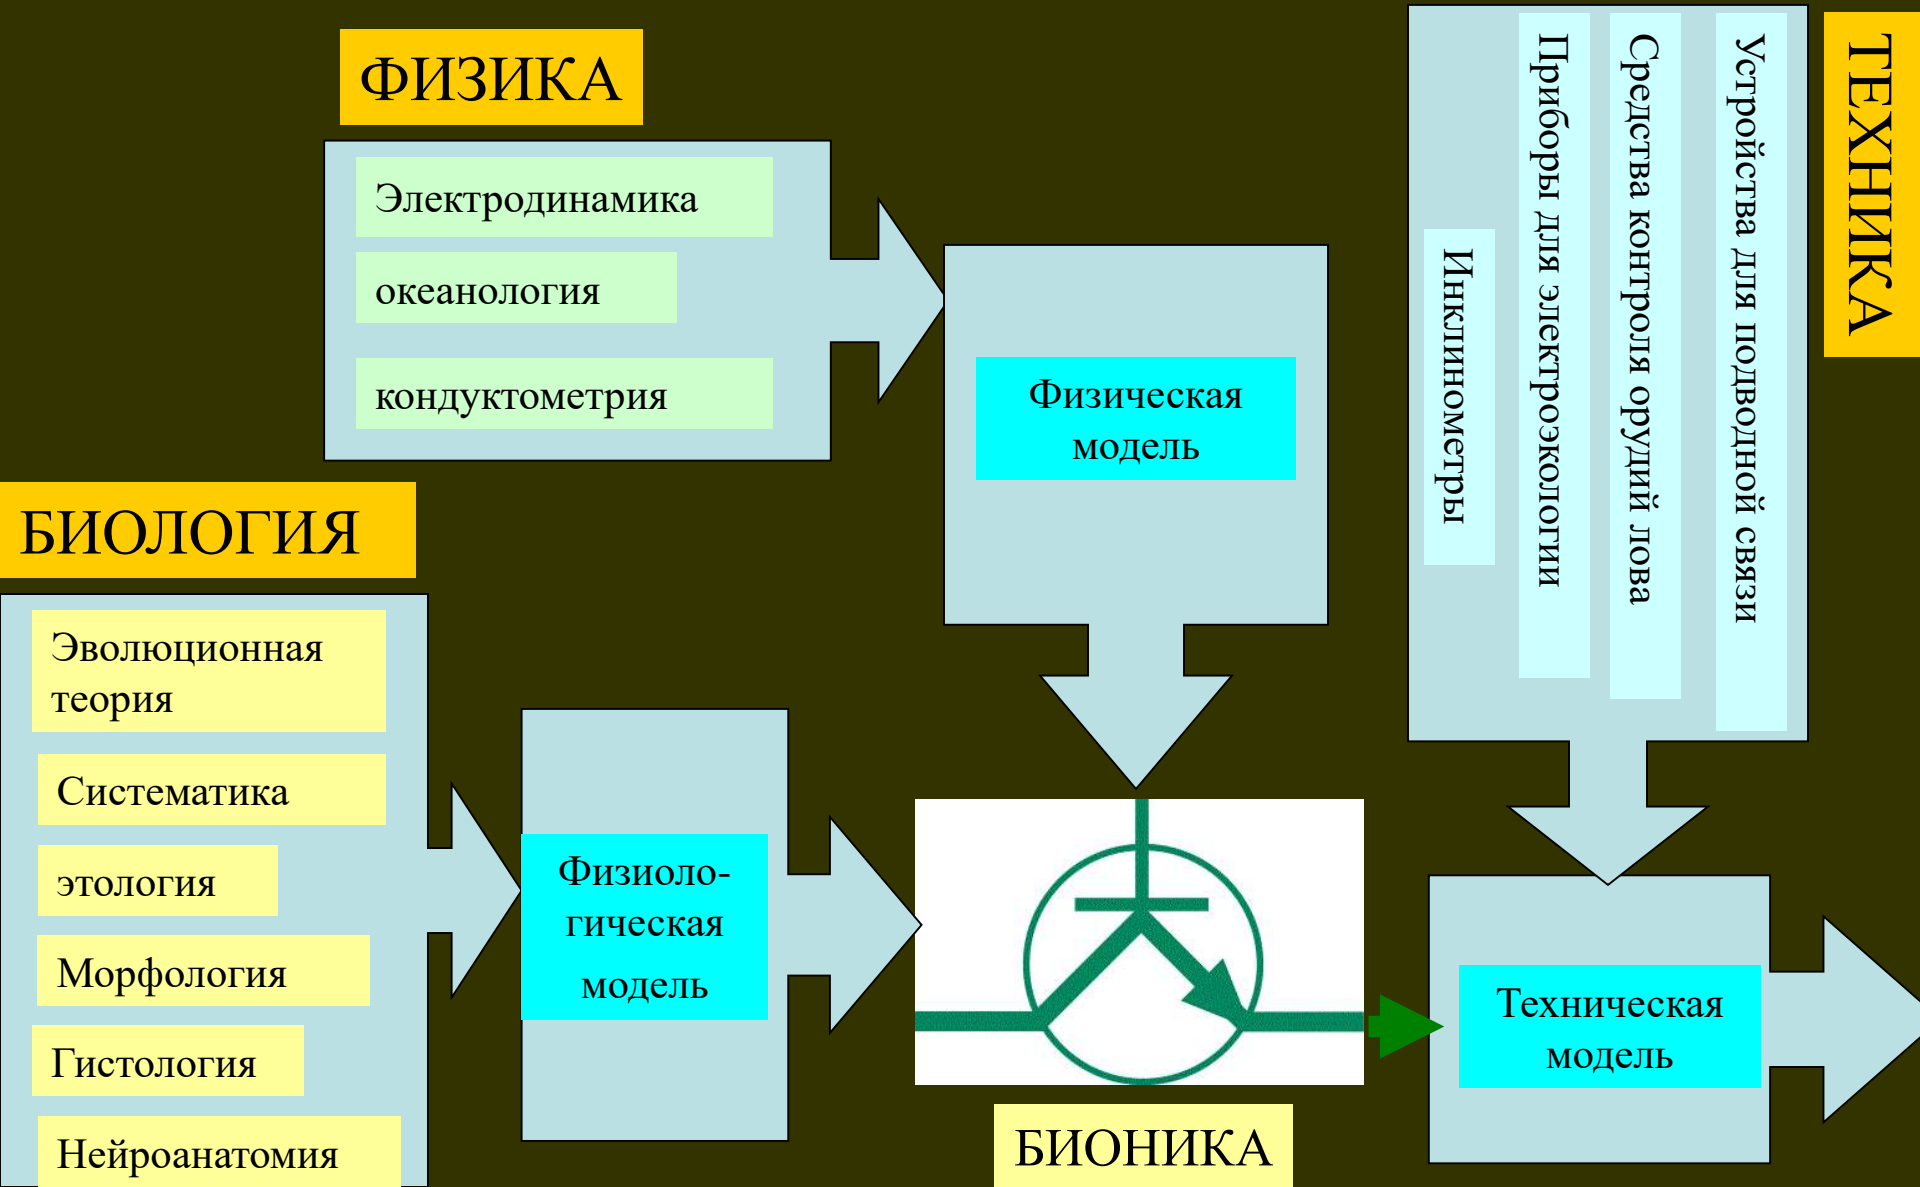 ФИЗИКА
Электродинамика
океанология
кондуктометрия
БИОЛОГИЯ
Эволюционная
теория
Систематика
этология
Морфология
Гистология
Нейроанатомия
Физиоло-
гическая
модель
Физическая
модель
БИОНИКА
ТЕХНИКА
Устройства для подводной связи
Средства контроля орудий лова
Приборы для электроэкологии
Инклинометры
Техническая
модель